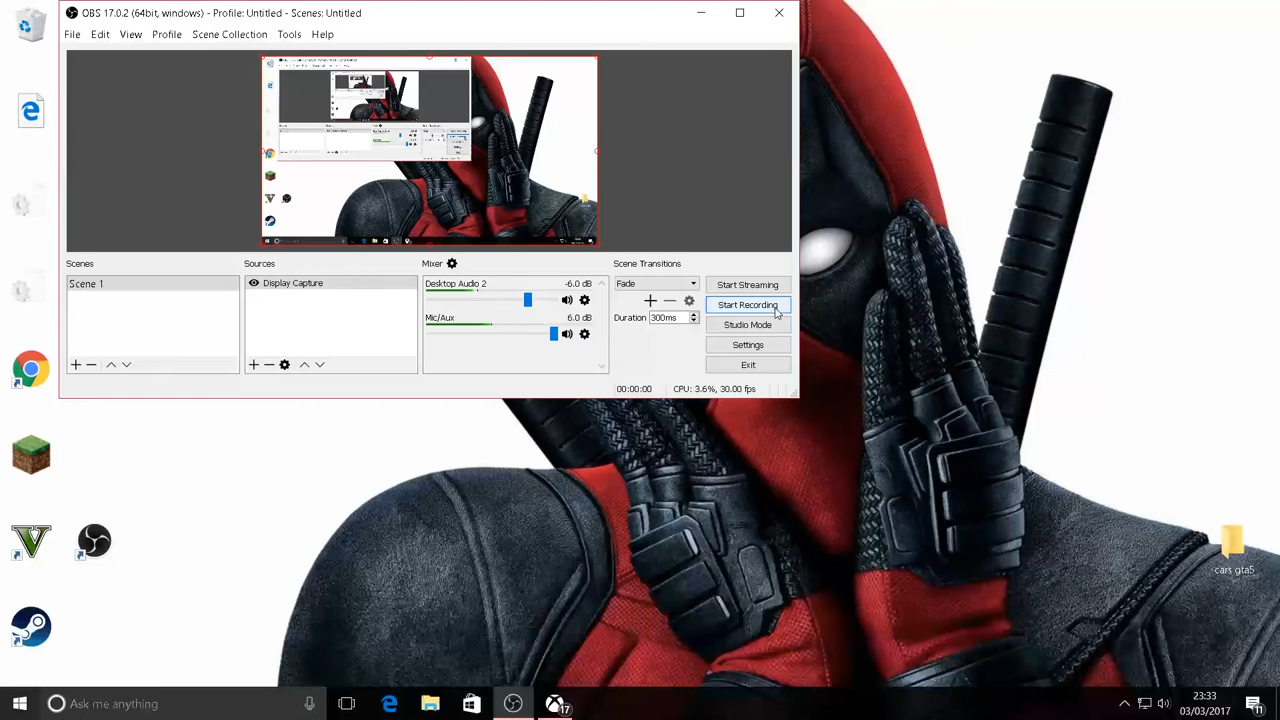 OBS 17.0.2 (64bit, windows) - Profile: Untitled - Scenes: Untitled
File Edit View Profile Scene Collection Tools Help
Scenes Sources Mixer Scene Transitions
Scene 1
Display Capture
Desktop Audio 2 -6.0 dB
Mic/Aux 6.0 dB
Fade
Duration 300ms
Start Streaming
Start Recording
Studio Mode
Settings
Exit
00:00:00 CPU: 3.6%, 30.00 fps
cars gta5
Ask me anything
17
23:33
03/03/2017
11